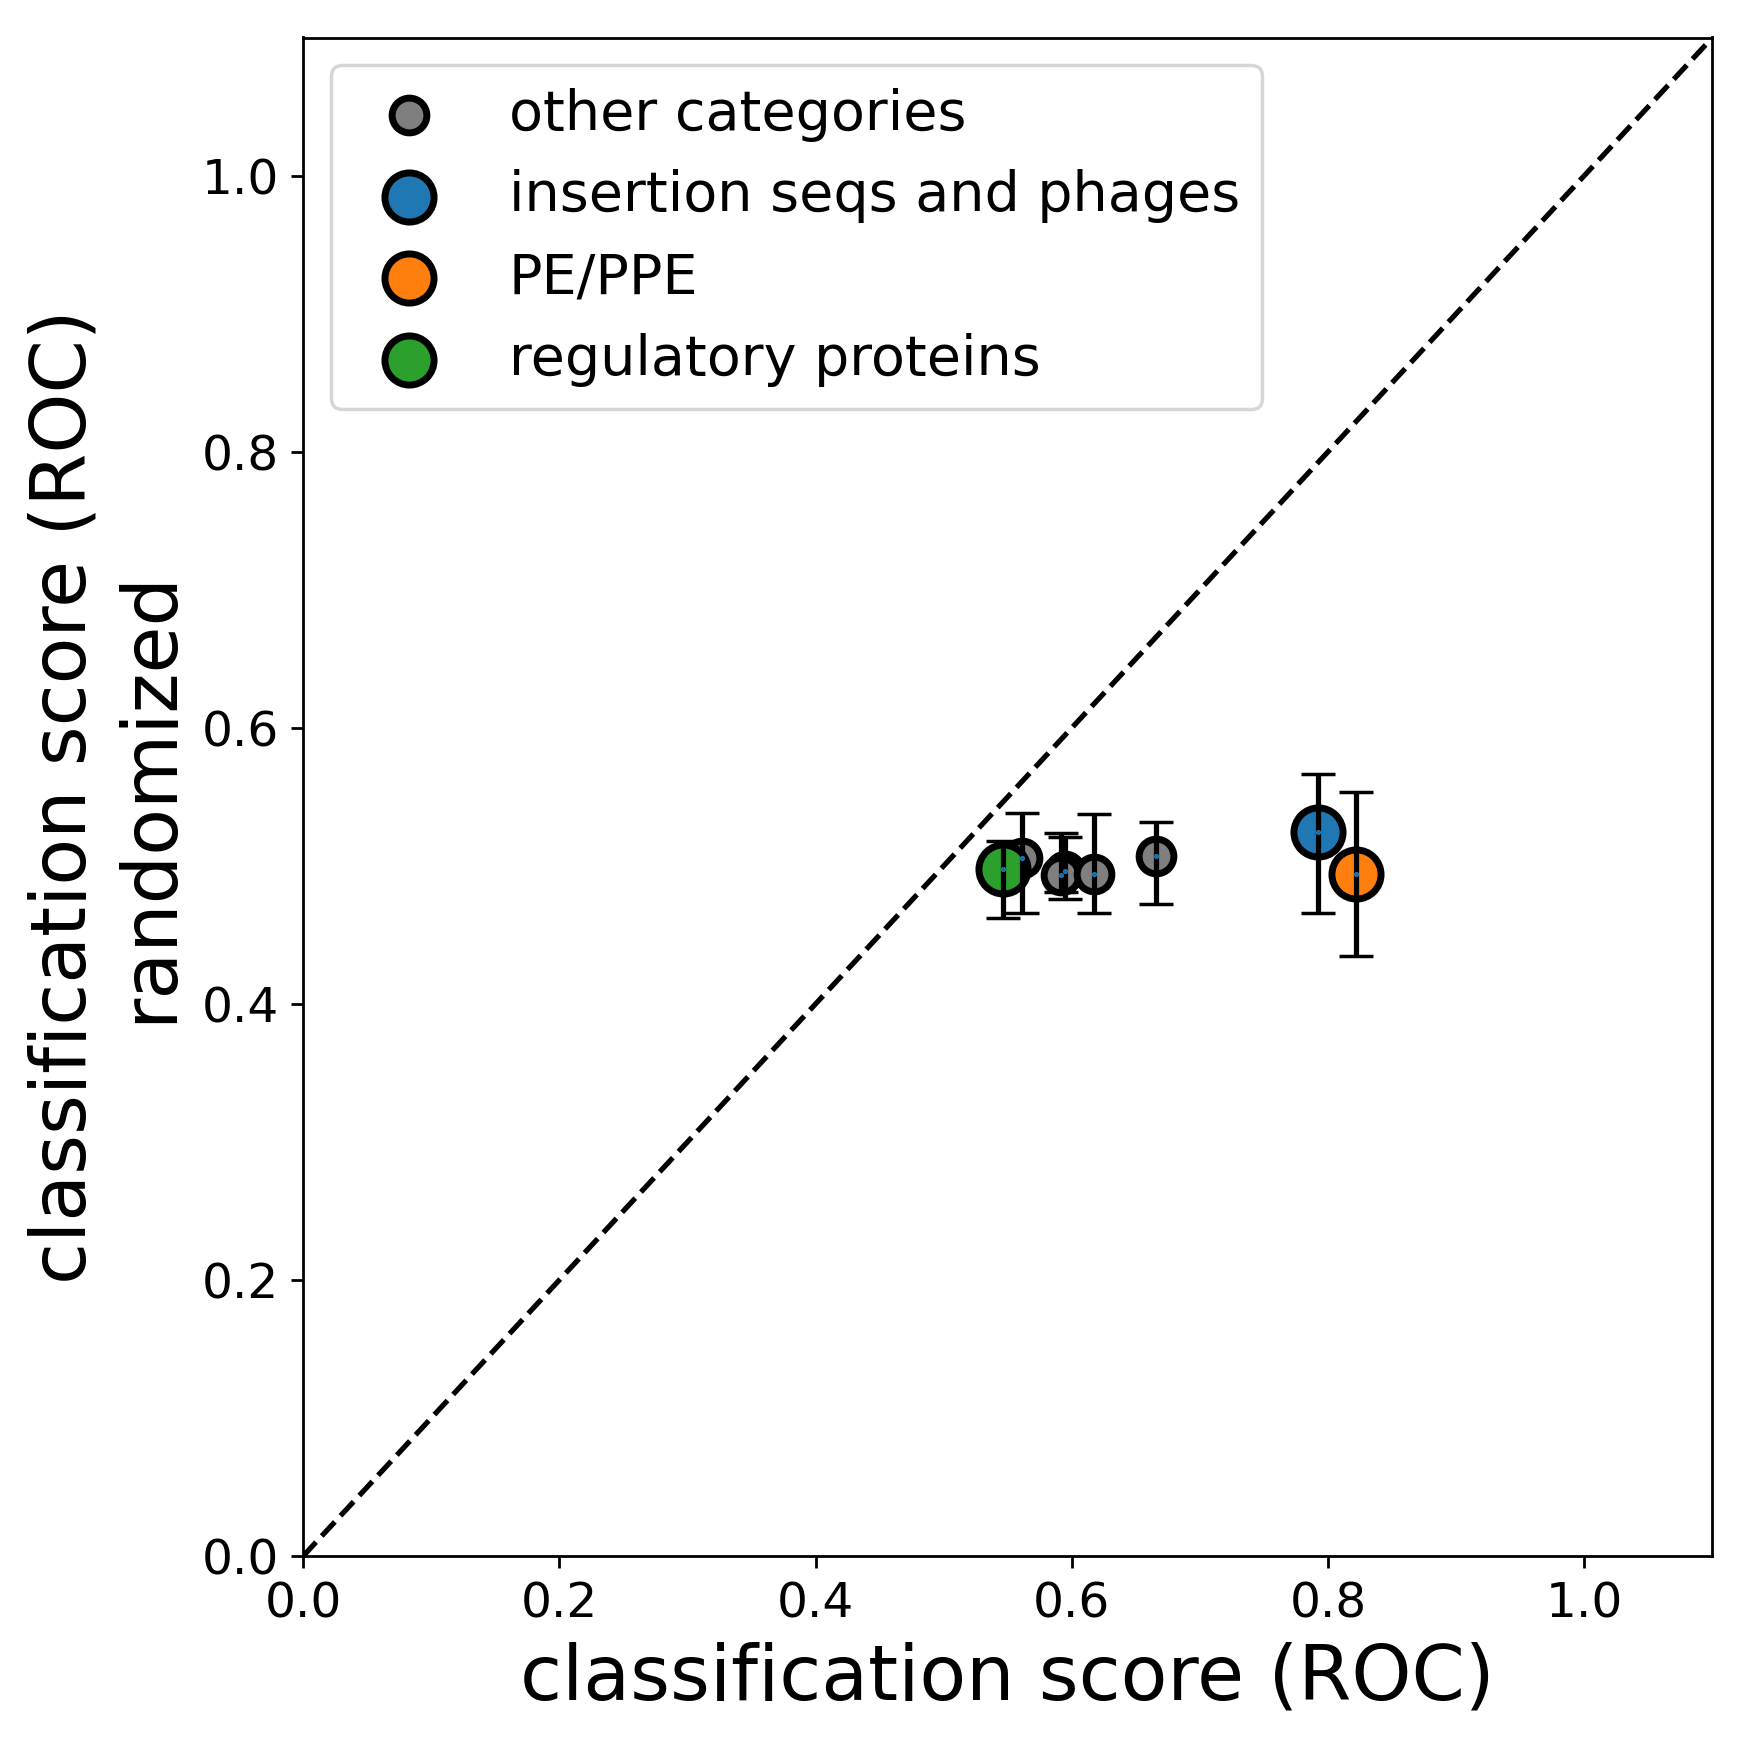 other categories
insertion seqs and phages
PE/PPE
regulatory proteins
classification score (ROC)
randomized
1.0
0.8
0.6
0.4
0.2
0.0
0.0 0.2 0.4 0.6 0.8 1.0
classification score (ROC)